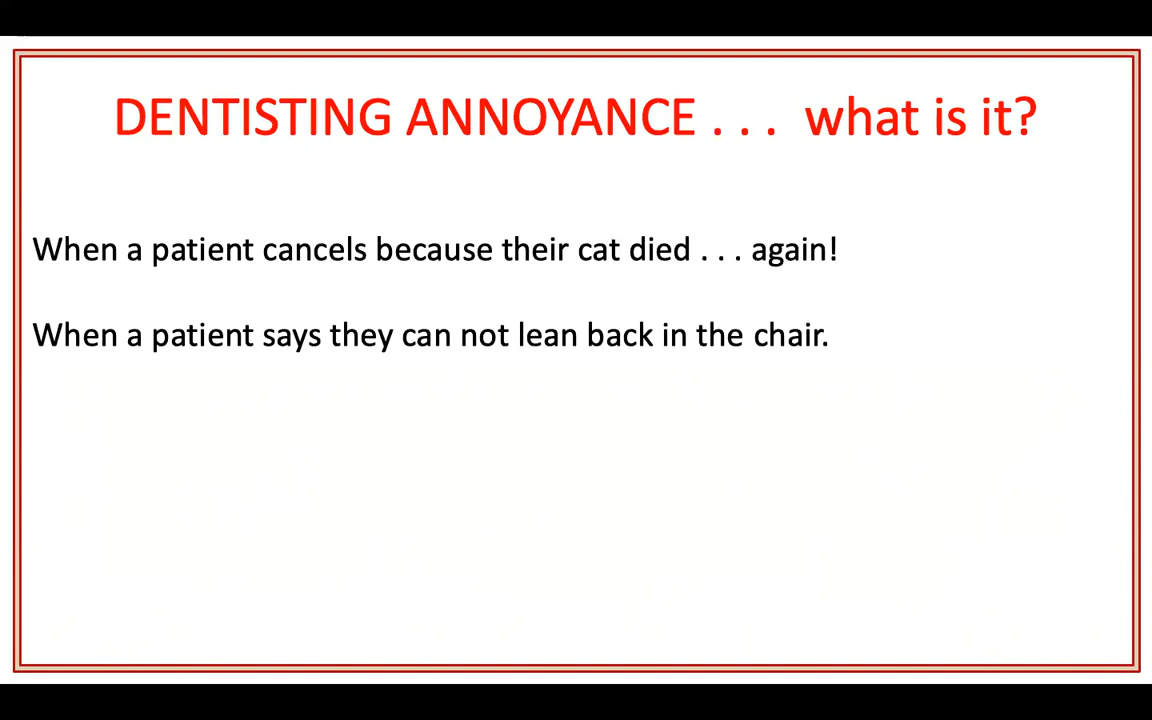 DENTISTING ANNOYANCE . . .  what is it?
When a patient cancels because their cat died . . . again!
When a patient says they can not lean back in the chair.